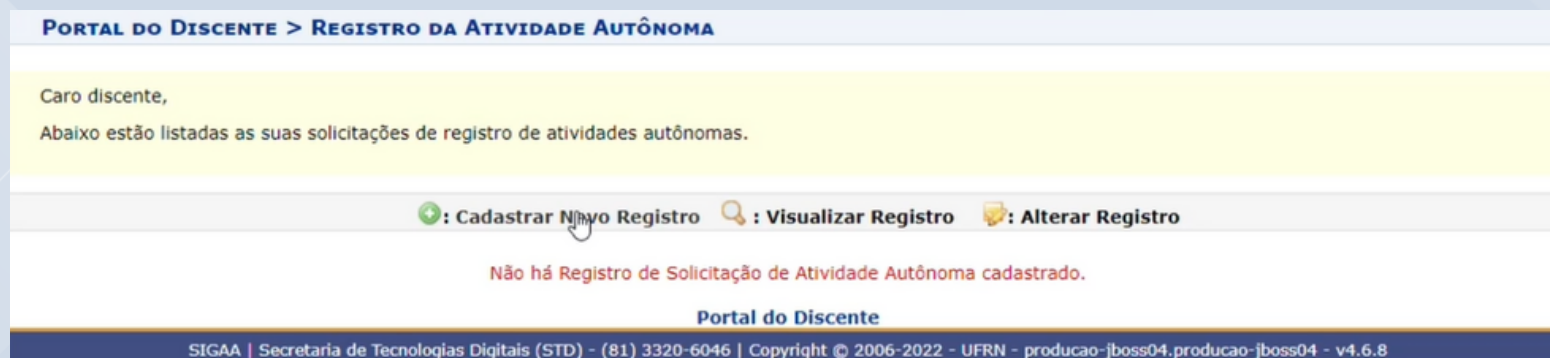 PORTAL DO DISCENTE > REGISTRO DA ATIVIDADE AUTÔNOMA
Caro discente,
Abaixo estão listadas as suas solicitações de registro de atividades autônomas.
: Cadastrar Novo Registro : Visualizar Registro : Alterar Registro
Não há Registro de Solicitação de Atividade Autônoma cadastrado.
Portal do Discente
SIGAA | Secretaria de Tecnologias Digitais (STD) - (81) 3320-6046 | Copyright © 2006-2022 - UFRN - producao-jboss04.producao-jboss04 - v4.6.8